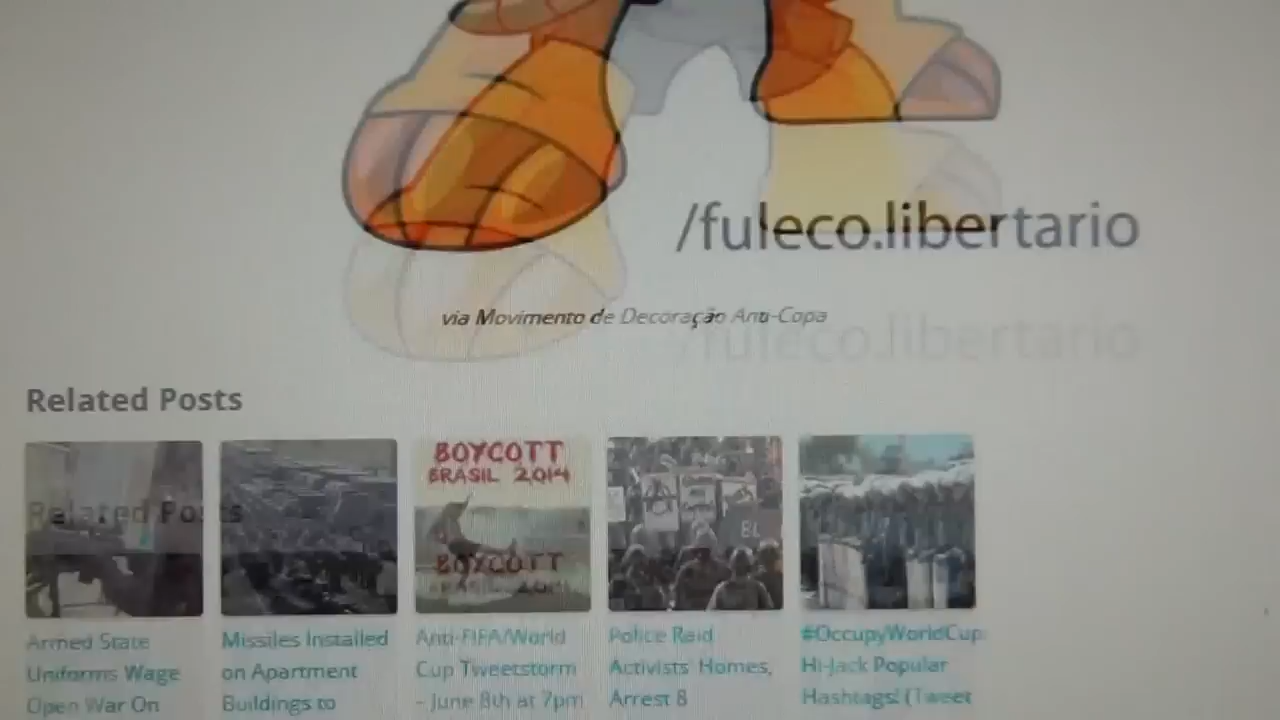 /fuleco.libertario
via Movimento de Decoração Anti-Copa
/fuleco.libertario
Related Posts
BOYCOTT
BRASIL 2014
Related Posts
BOYCOTT
BRASIL 2014
Armed State
Uniforms Wage
Open War On
Missiles Installed
on Apartment
Buildings to
Anti-FIFA/World
Cup Tweetstorm
- June 8th at 7pm
Police Raid
Activists' Homes,
Arrest 8
#OccupyWorldCup:
Hi-Jack Popular
Hashtags! (Tweet